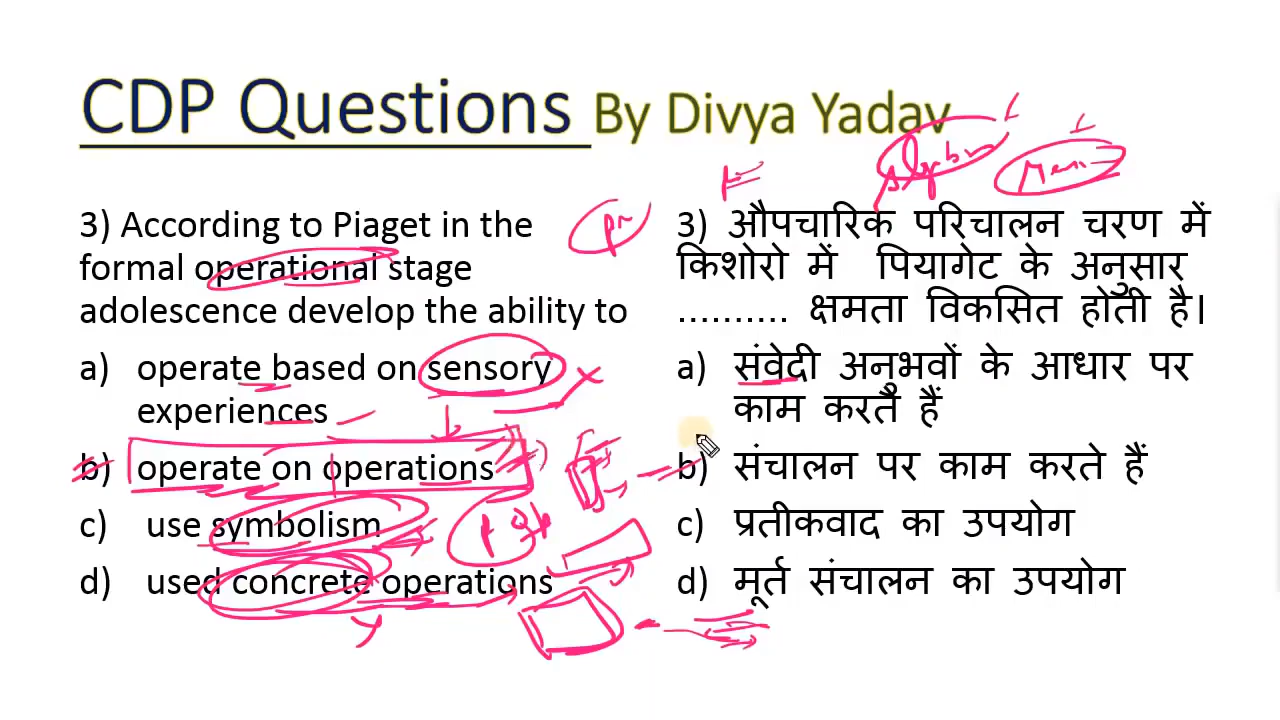 CDP Questions By Divya Yadav
3) According to Piaget in the
formal operational stage
adolescence develop the ability to
a) operate based on sensory
experiences
b) operate on operations
c) use symbolism
d) used concrete operations
3) औपचारिक परिचालन चरण में
किशोरो में पियागेट के अनुसार
.......... क्षमता विकसित होती है।
a) संवेदी अनुभवों के आधार पर
काम करते हैं
b) संचालन पर काम करते हैं
c) प्रतीकवाद का उपयोग
d) मूर्त संचालन का उपयोग